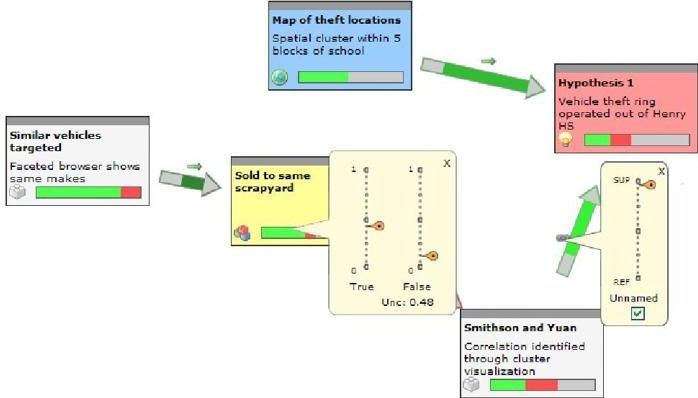 Map of theft locations
Spatial cluster within 5
blocks of school
Hypothesis 1
Vehicle theft ring
operated out of Henry
HS
Similar vehicles
targeted
Faceted browser shows
same makes
Sold to same
scrapyard
X
1 1
0 0
True False
Unc: 0.48
X
SUP
REF
Unnamed
Smithson and Yuan
Correlation identified
through cluster
visualization